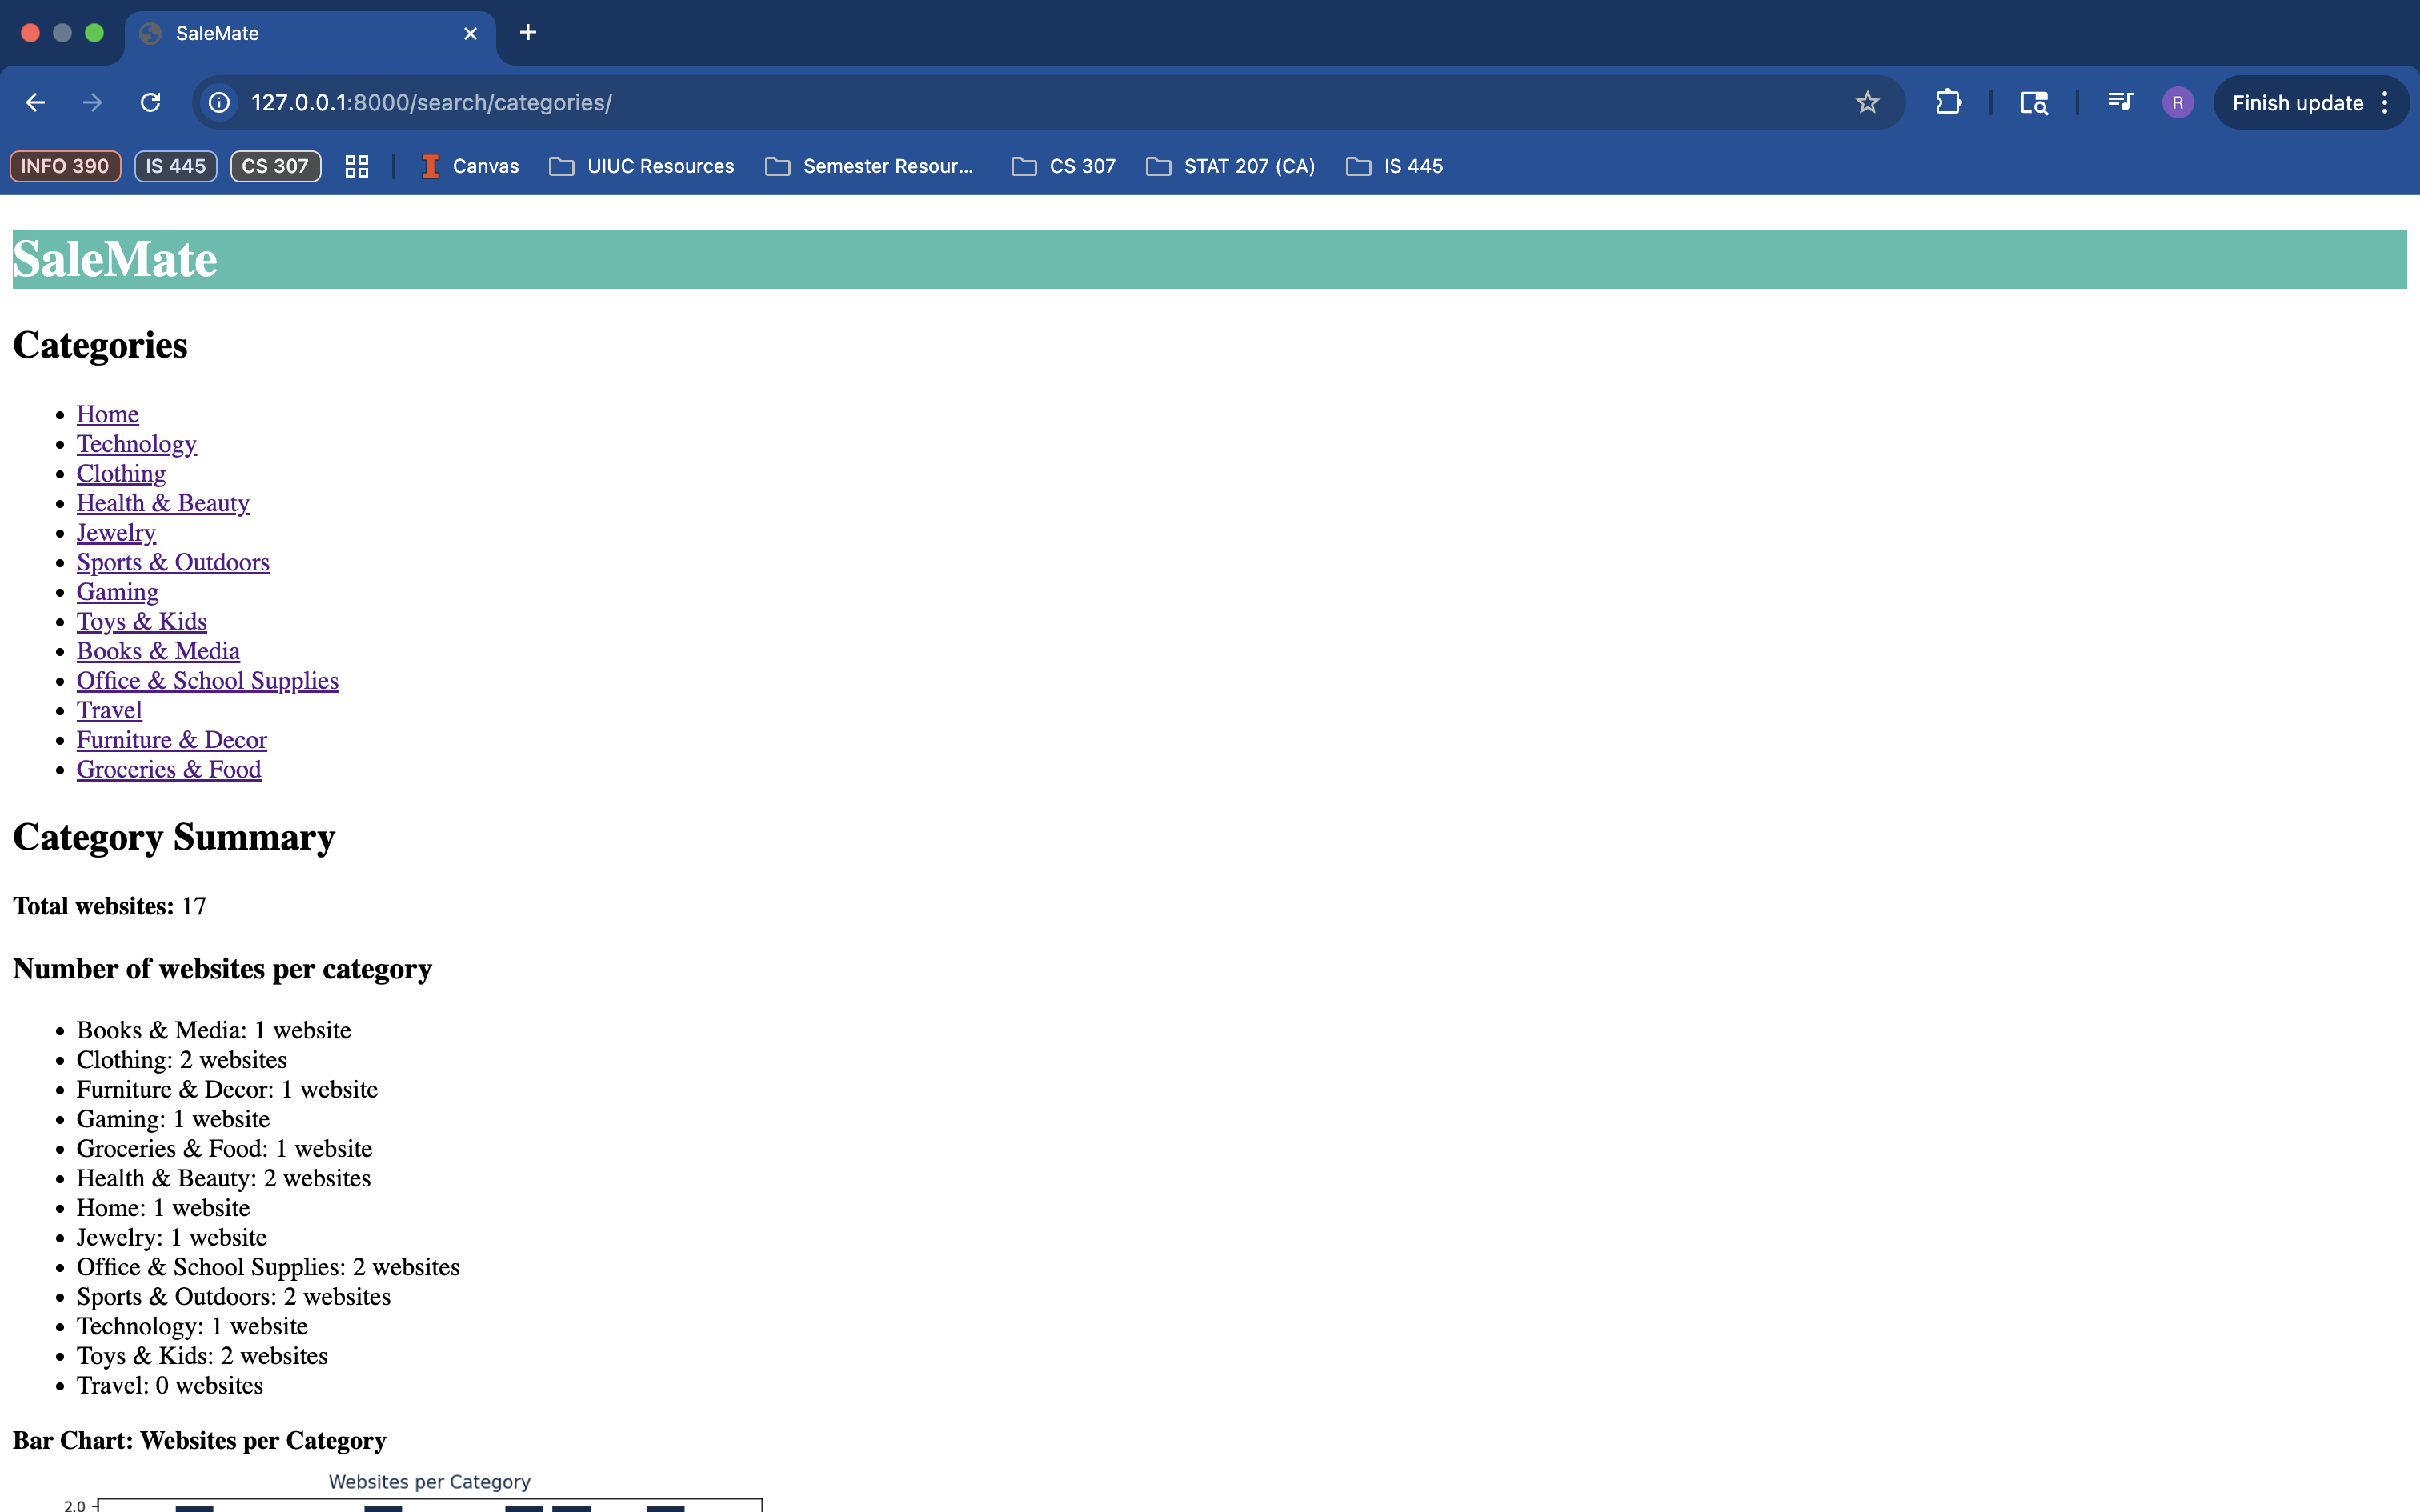 SaleMate
127.0.0.1:8000/search/categories/
R
Finish update
INFO 390
IS 445
CS 307
Canvas
UIUC Resources
Semester Resour...
CS 307
STAT 207 (CA)
IS 445
SaleMate
Categories
Home
Technology
Clothing
Health & Beauty
Jewelry
Sports & Outdoors
Gaming
Toys & Kids
Books & Media
Office & School Supplies
Travel
Furniture & Decor
Groceries & Food
Category Summary
Total websites: 17
Number of websites per category
Books & Media: 1 website
Clothing: 2 websites
Furniture & Decor: 1 website
Gaming: 1 website
Groceries & Food: 1 website
Health & Beauty: 2 websites
Home: 1 website
Jewelry: 1 website
Office & School Supplies: 2 websites
Sports & Outdoors: 2 websites
Technology: 1 website
Toys & Kids: 2 websites
Travel: 0 websites
Bar Chart: Websites per Category
Websites per Category
2.0